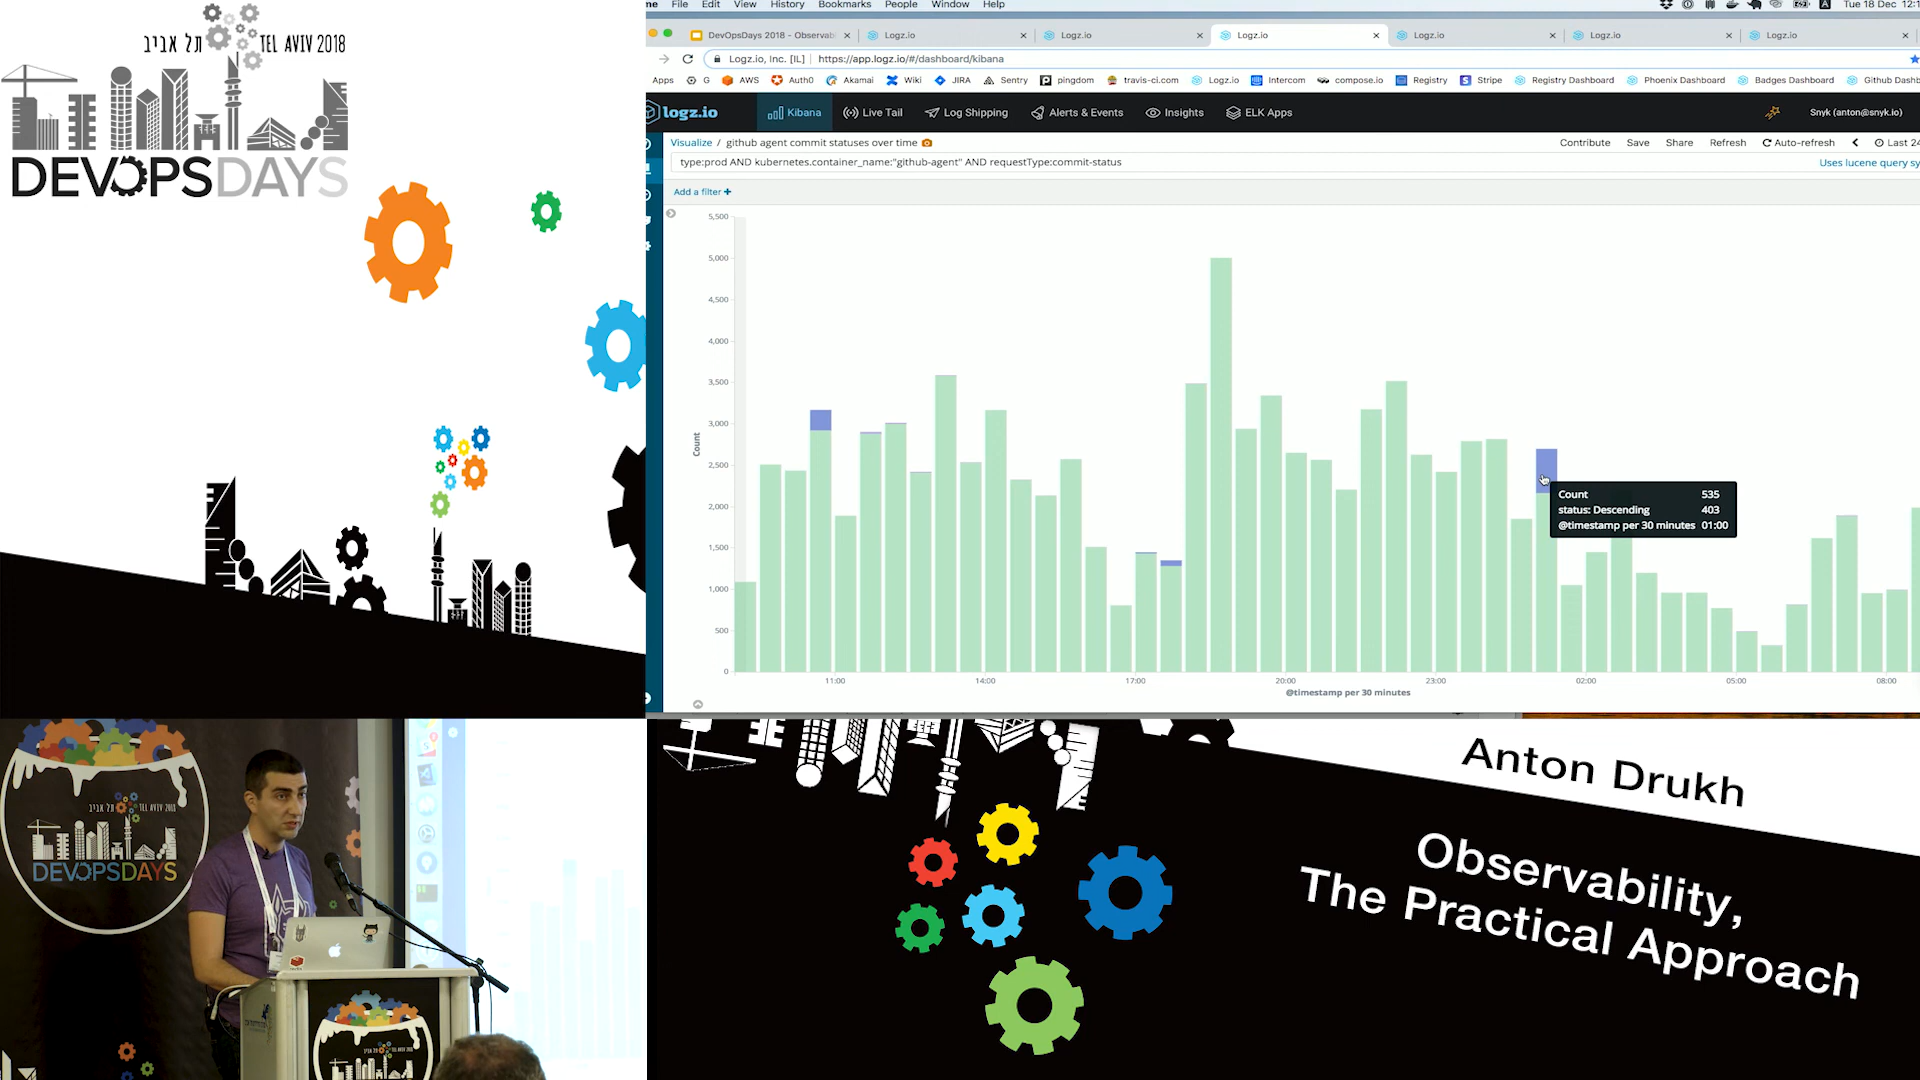 תל אביב TEL AVIV 2018
DEVOPSDAYS
File Edit View History Bookmarks People Window Help
Tue 18 Dec 12:1
DevOpsDays 2018 - Observab
Logz.io
Logz.io
Logz.io
Logz.io
Logz.io
Logz.io
Logz.io, Inc. [IL] https://app.logz.io/#/dashboard/kibana
Apps G AWS Auth0 Akamai Wiki JIRA Sentry pingdom travis-ci.com Logz.io Intercom compose.io Registry Stripe Registry Dashboard Phoenix Dashboard Badges Dashboard Github Dashb
logz.io Kibana Live Tail Log Shipping Alerts & Events Insights ELK Apps Snyk (anton@snyk.io)
Visualize / github agent commit statuses over time Contribute Save Share Refresh Auto-refresh Last 24
type:prod AND kubernetes.container_name:"github-agent" AND requestType:commit-status Uses lucene query sy
Add a filter
5,500
5,000
4,500
4,000
3,500
3,000
2,500
2,000
1,500
1,000
500
0
Count
Count 535
status: Descending 403
@timestamp per 30 minutes 01:00
11:00 14:00 17:00 20:00 23:00 02:00 05:00 08:00
@timestamp per 30 minutes
תל אביב TEL AVIV 2018
DEVOPSDAYS
Anton Drukh
Observability,
The Practical Approach